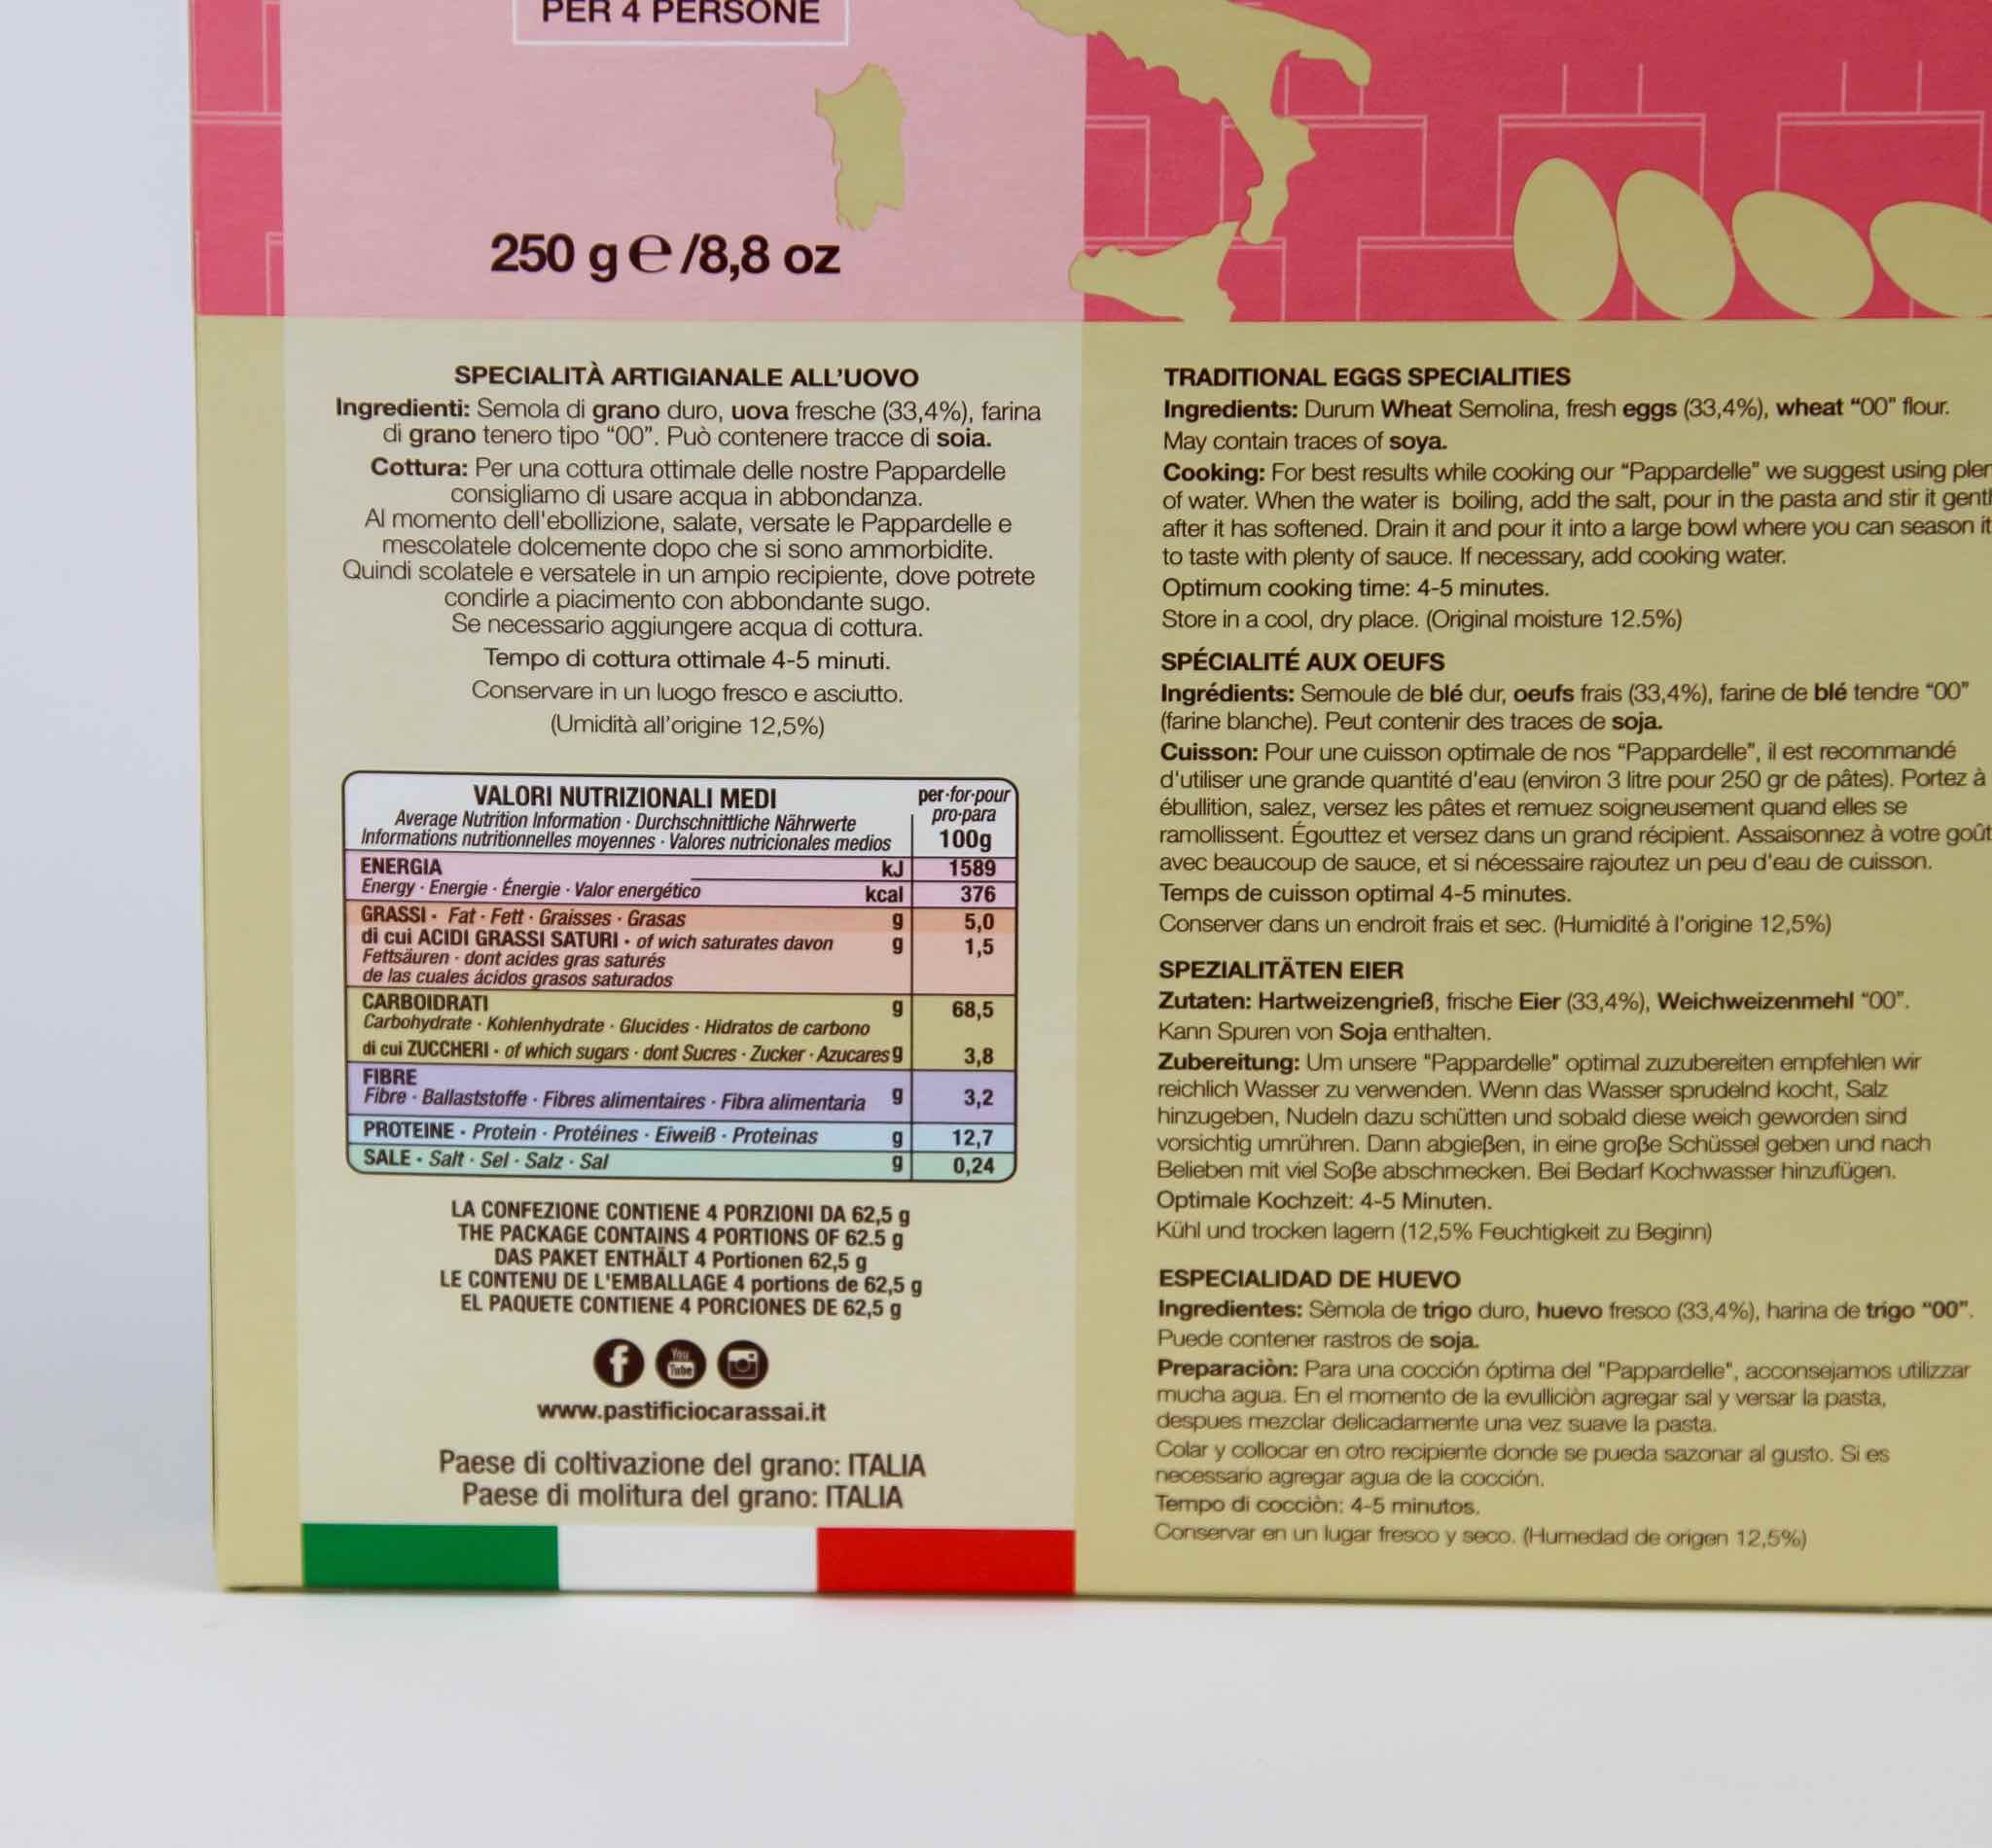 PER 4 PERSONE
250 g e /8,8 oz
SPECIALITÀ ARTIGIANALE ALL'UOVO
Ingredienti: Semola di grano duro, uova fresche (33,4%), farina
di grano tenero tipo "00". Può contenere tracce di soia.
Cottura: Per una cottura ottimale delle nostre Pappardelle
consigliamo di usare acqua in abbondanza.
Al momento dell'ebollizione, salate, versate le Pappardelle e
mescolatele dolcemente dopo che si sono ammorbidite.
Quindi scolatele e versatele in un ampio recipiente, dove potrete
condirle a piacimento con abbondante sugo.
Se necessario aggiungere acqua di cottura.
Tempo di cottura ottimale 4-5 minuti.
Conservare in un luogo fresco e asciutto.
(Umidità all'origine 12,5%)
VALORI NUTRIZIONALI MEDI per-for-pour
Average Nutrition Information · Durchschnittliche Nährwerte pro-para
Informations nutritionnelles moyennes · Valores nutricionales medios 100g
ENERGIA kJ 1589
Energy · Energie · Énergie · Valor energético kcal 376
GRASSI · Fat · Fett · Graisses · Grasas g 5,0
di cui ACIDI GRASSI SATURI · of wich saturates davon g 1,5
Fettsäuren · dont acides gras saturés
de las cuales ácidos grasos saturados
CARBOIDRATI g 68,5
Carbohydrate · Kohlenhydrate · Glucides · Hidratos de carbono
di cui ZUCCHERI · of which sugars · dont Sucres · Zucker · Azucares g 3,8
FIBRE
Fibre · Ballaststoffe · Fibres alimentaires · Fibra alimentaria g 3,2
PROTEINE · Protein · Protéines · Eiweiß · Proteinas g 12,7
SALE · Salt · Sel · Salz · Sal g 0,24
LA CONFEZIONE CONTIENE 4 PORZIONI DA 62,5 g
THE PACKAGE CONTAINS 4 PORTIONS OF 62.5 g
DAS PAKET ENTHÄLT 4 Portionen 62,5 g
LE CONTENU DE L'EMBALLAGE 4 portions de 62,5 g
EL PAQUETE CONTIENE 4 PORCIONES DE 62,5 g
f You Tube
www.pastificiocarassai.it
Paese di coltivazione del grano: ITALIA
Paese di molitura del grano: ITALIA
TRADITIONAL EGGS SPECIALITIES
Ingredients: Durum Wheat Semolina, fresh eggs (33,4%), wheat "00" flour.
May contain traces of soya.
Cooking: For best results while cooking our "Pappardelle" we suggest using plen
of water. When the water is boiling, add the salt, pour in the pasta and stir it gentl
after it has softened. Drain it and pour it into a large bowl where you can season it
to taste with plenty of sauce. If necessary, add cooking water.
Optimum cooking time: 4-5 minutes.
Store in a cool, dry place. (Original moisture 12.5%)
SPÉCIALITÉ AUX OEUFS
Ingrédients: Semoule de blé dur, oeufs frais (33,4%), farine de blé tendre "00"
(farine blanche). Peut contenir des traces de soja.
Cuisson: Pour une cuisson optimale de nos "Pappardelle", il est recommandé
d'utiliser une grande quantité d'eau (environ 3 litre pour 250 gr de pâtes). Portez à
ébullition, salez, versez les pâtes et remuez soigneusement quand elles se
ramollissent. Égouttez et versez dans un grand récipient. Assaisonnez à votre goût
avec beaucoup de sauce, et si nécessaire rajoutez un peu d'eau de cuisson.
Temps de cuisson optimal 4-5 minutes.
Conserver dans un endroit frais et sec. (Humidité à l'origine 12,5%)
SPEZIALITÄTEN EIER
Zutaten: Hartweizengrieß, frische Eier (33,4%), Weichweizenmehl "00".
Kann Spuren von Soja enthalten.
Zubereitung: Um unsere "Pappardelle" optimal zuzubereiten empfehlen wir
reichlich Wasser zu verwenden. Wenn das Wasser sprudelnd kocht, Salz
hinzugeben, Nudeln dazu schütten und sobald diese weich geworden sind
vorsichtig umrühren. Dann abgießen, in eine große Schüssel geben und nach
Belieben mit viel Soße abschmecken. Bei Bedarf Kochwasser hinzufügen.
Optimale Kochzeit: 4-5 Minuten.
Kühl und trocken lagern (12,5% Feuchtigkeit zu Beginn)
ESPECIALIDAD DE HUEVO
Ingredientes: Sèmola de trigo duro, huevo fresco (33,4%), harina de trigo "00".
Puede contener rastros de soja.
Preparaciòn: Para una cocción óptima del "Pappardelle", acconsejamos utilizzar
mucha agua. En el momento de la evulliciòn agregar sal y versar la pasta,
despues mezclar delicadamente una vez suave la pasta.
Colar y collocar en otro recipiente donde se pueda sazonar al gusto. Si es
necessario agregar agua de la cocción.
Tempo di cocciòn: 4-5 minutos.
Conservar en un lugar fresco y seco. (Humedad de origen 12,5%)